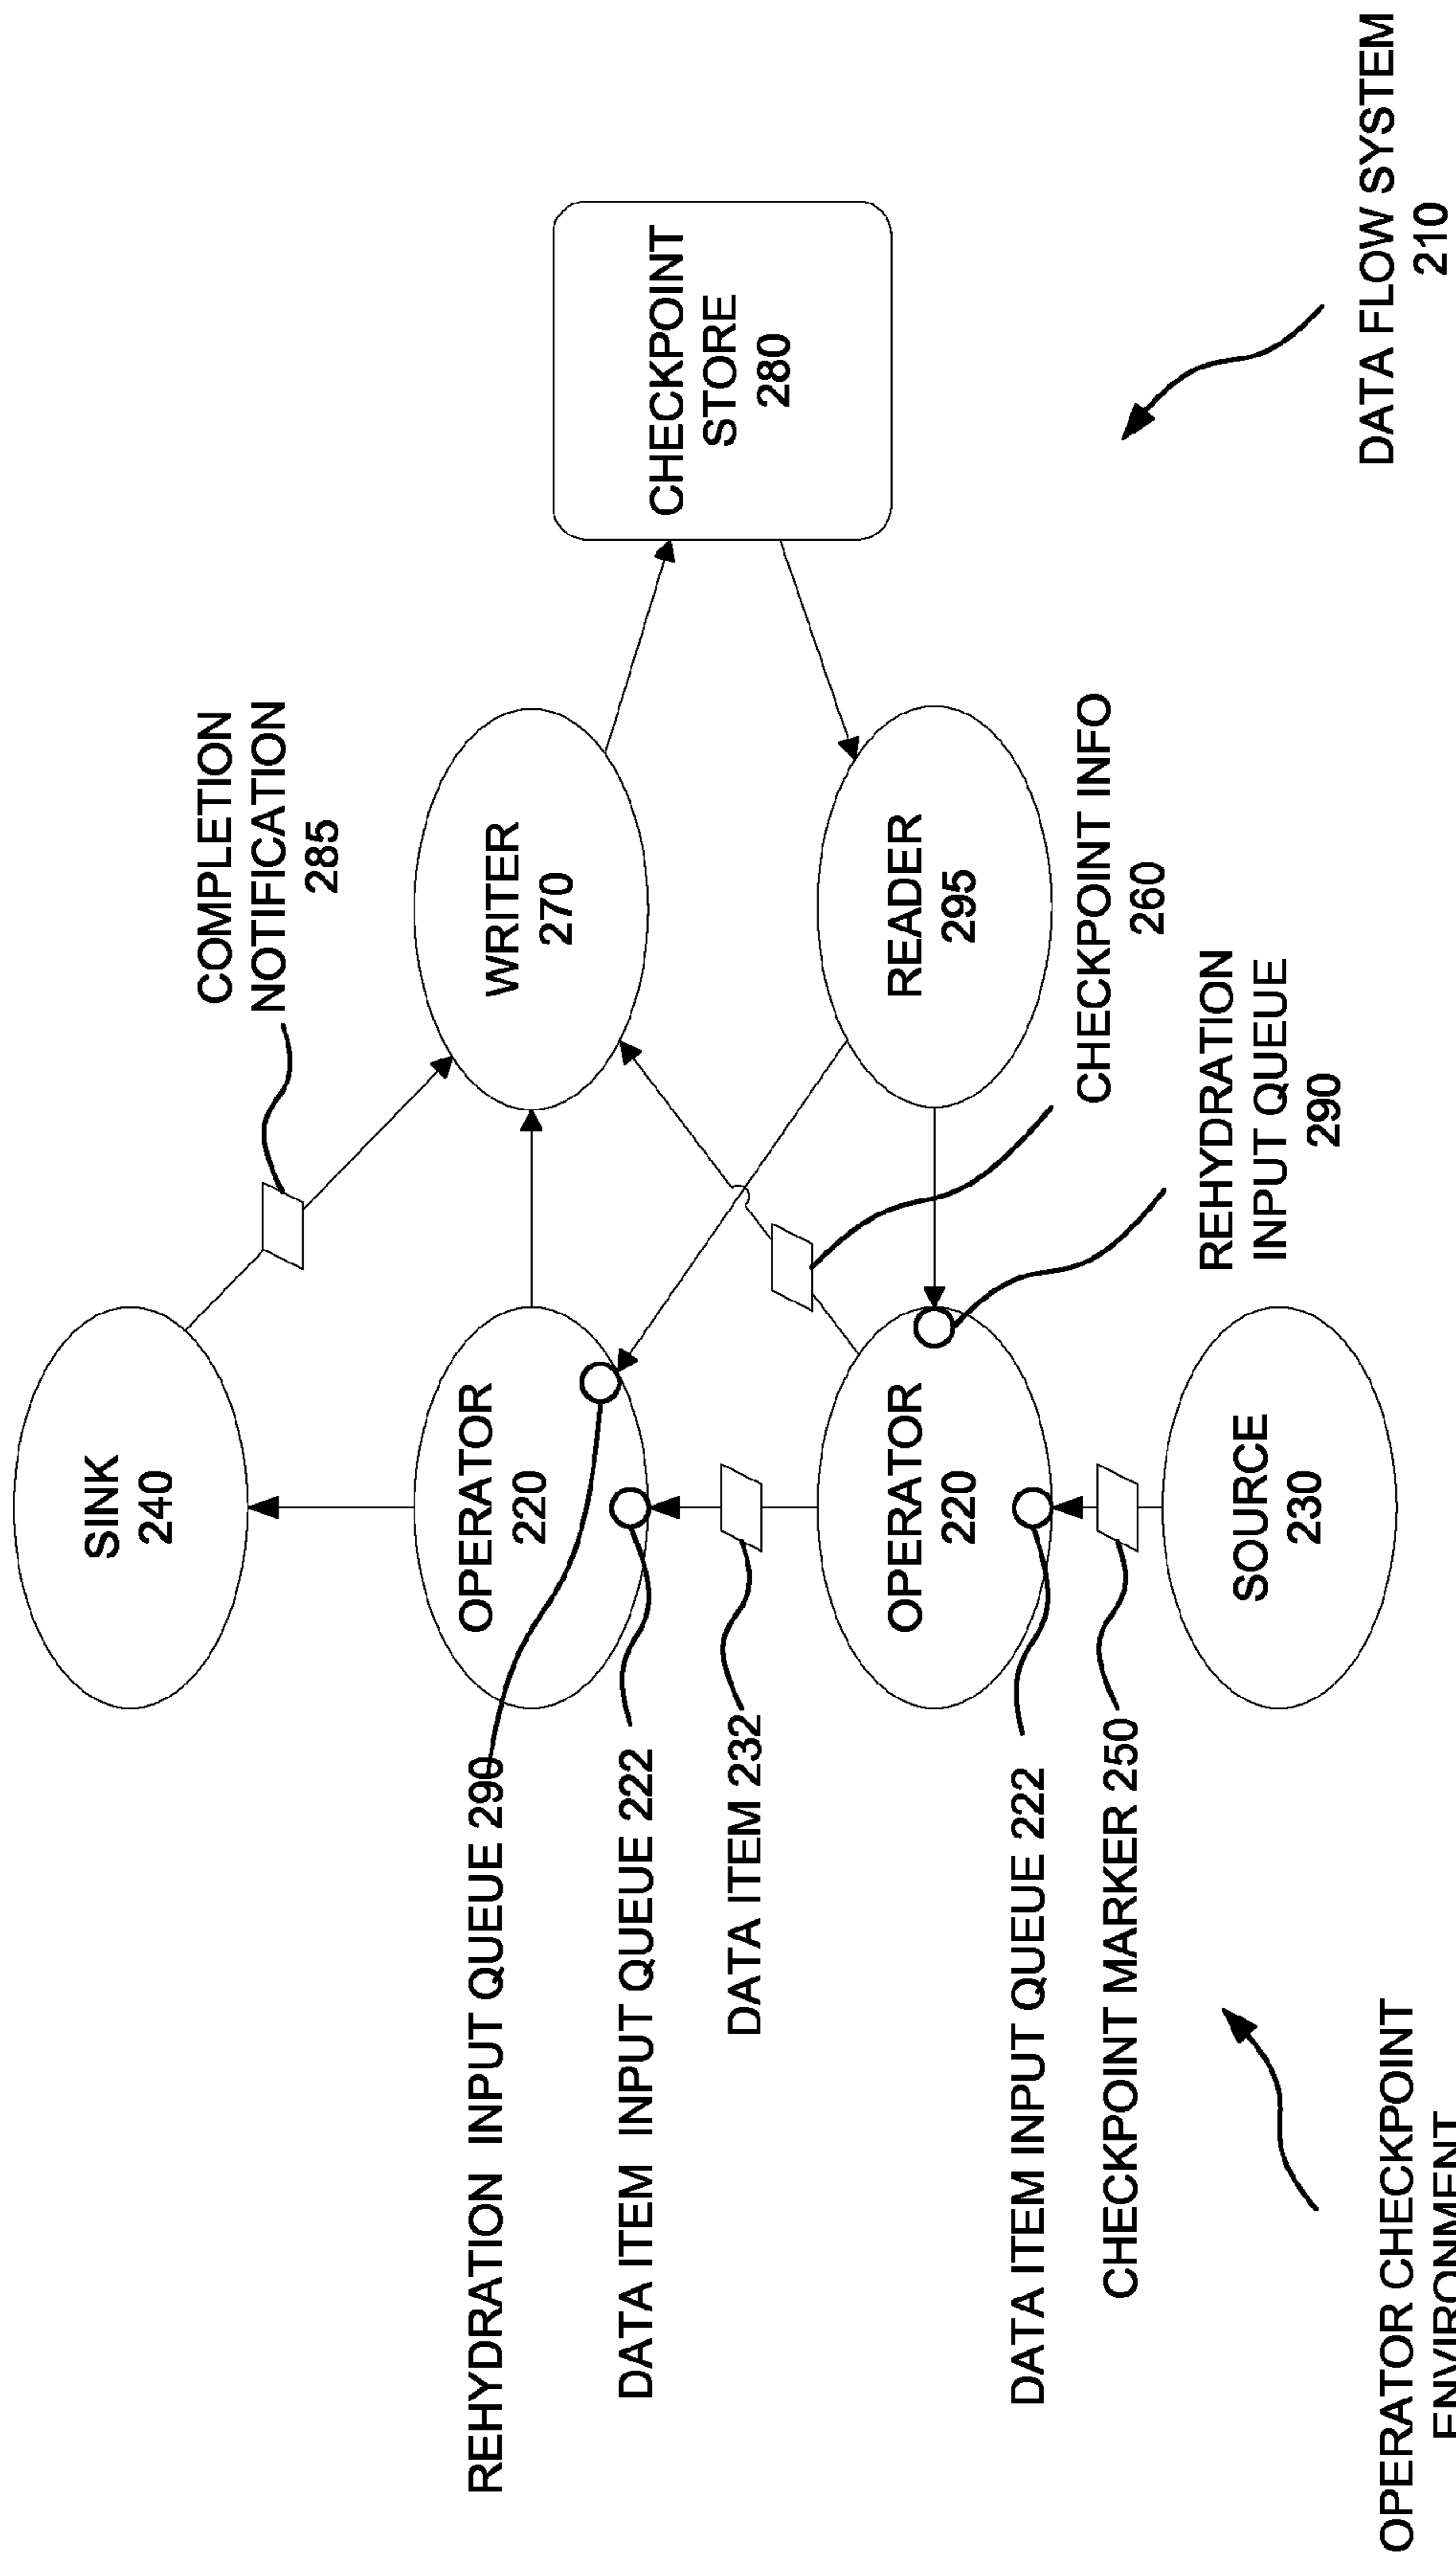 SINK
240
COMPLETION
NOTIFICATION
285
REHYDRATION INPUT QUEUE 290
OPERATOR
220
WRITER
270
DATA ITEM INPUT QUEUE 222
CHECKPOINT
STORE
280
DATA ITEM 232
OPERATOR
220
READER
295
DATA ITEM INPUT QUEUE 222
CHECKPOINT MARKER 250
CHECKPOINT INFO
260
REHYDRATION
INPUT QUEUE
290
SOURCE
230
DATA FLOW SYSTEM
210
OPERATOR CHECKPOINT
ENVIRONMENT